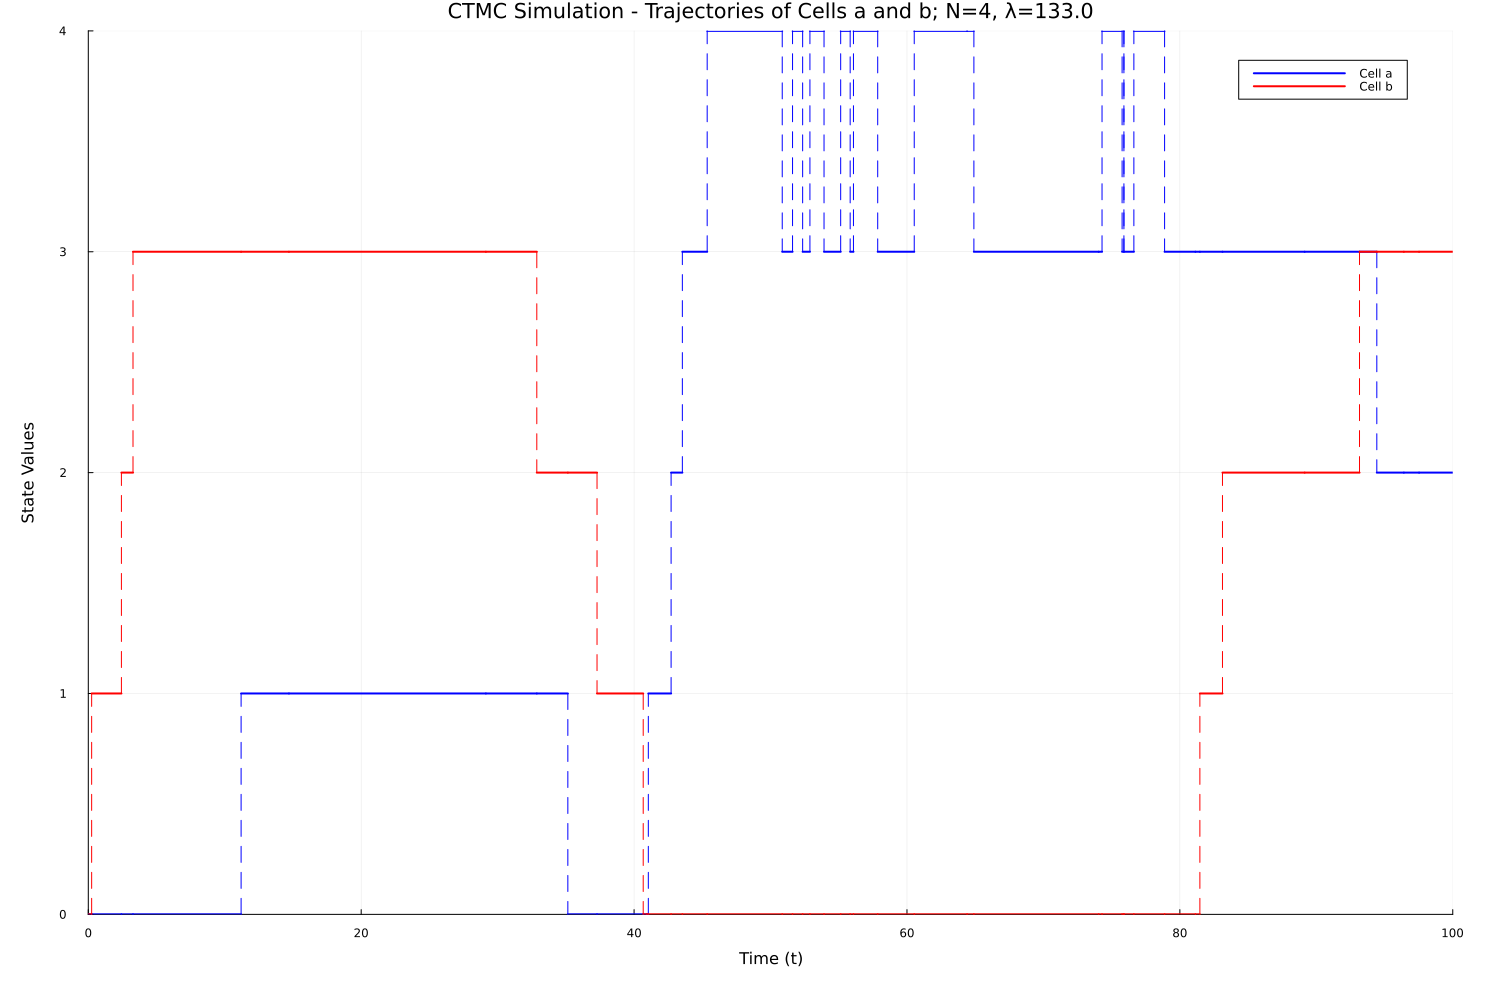 CTMC Simulation - Trajectories of Cells a and b; N=4, λ=133.0
4
3
2
1
0
State Values
Cell a
Cell b
0 20 40 60 80 100
Time (t)